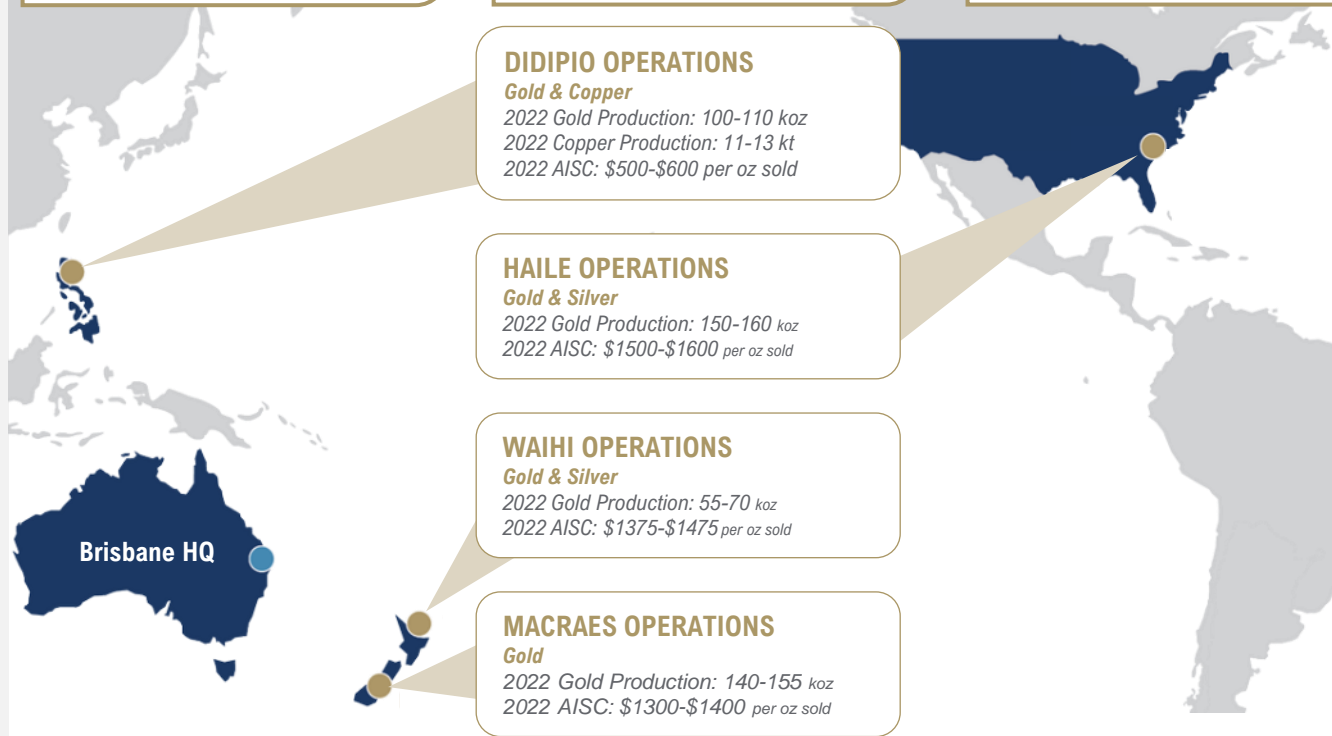 DIDIPIO OPERATIONS
Gold & Copper
2022 Gold Production: 100-110 koz
2022 Copper Production: 11-13 kt
2022 AISC: $500-$600 per oz sold
HAILE OPERATIONS
Gold & Silver
2022 Gold Production: 150-160 koz
2022 AISC: $1500-$1600 per oz sold
WAIHI OPERATIONS
Gold & Silver
2022 Gold Production: 55-70 koz
2022 AISC: $1375-$1475 per oz sold
Brisbane HQ
MACRAES OPERATIONS
Gold
2022 Gold Production: 140-155 koz
2022 AISC: $1300-$1400 per oz sold